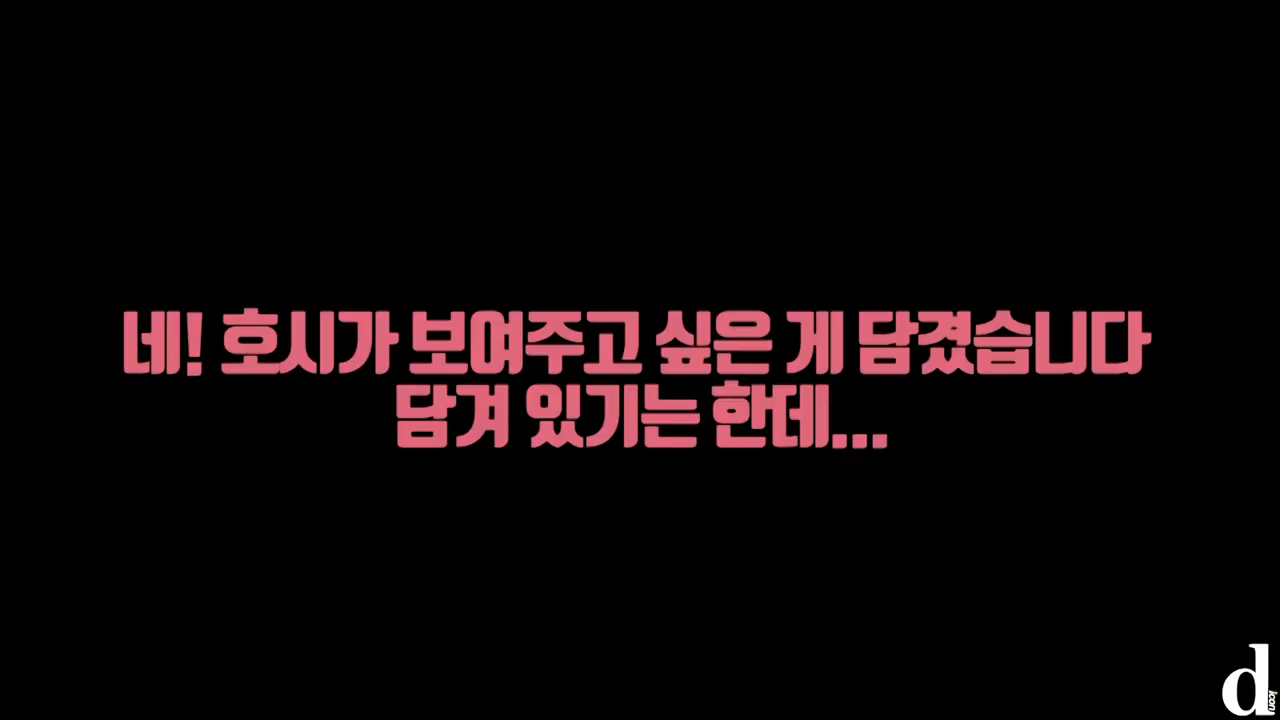 네! 호시가 보여주고 싶은 게 담겼습니다
담겨 있기는 한데...
dicon